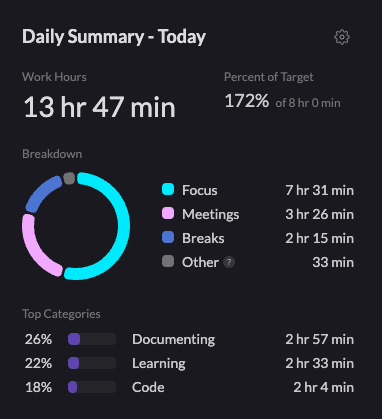 Daily Summary - Today
Work Hours
Percent of Target
13 hr 47 min
172% of 8 hr 0 min
Breakdown
Focus 7 hr 31 min
Meetings 3 hr 26 min
Breaks 2 hr 15 min
Other ? 33 min
Top Categories
26% Documenting 2 hr 57 min
22% Learning 2 hr 33 min
18% Code 2 hr 4 min